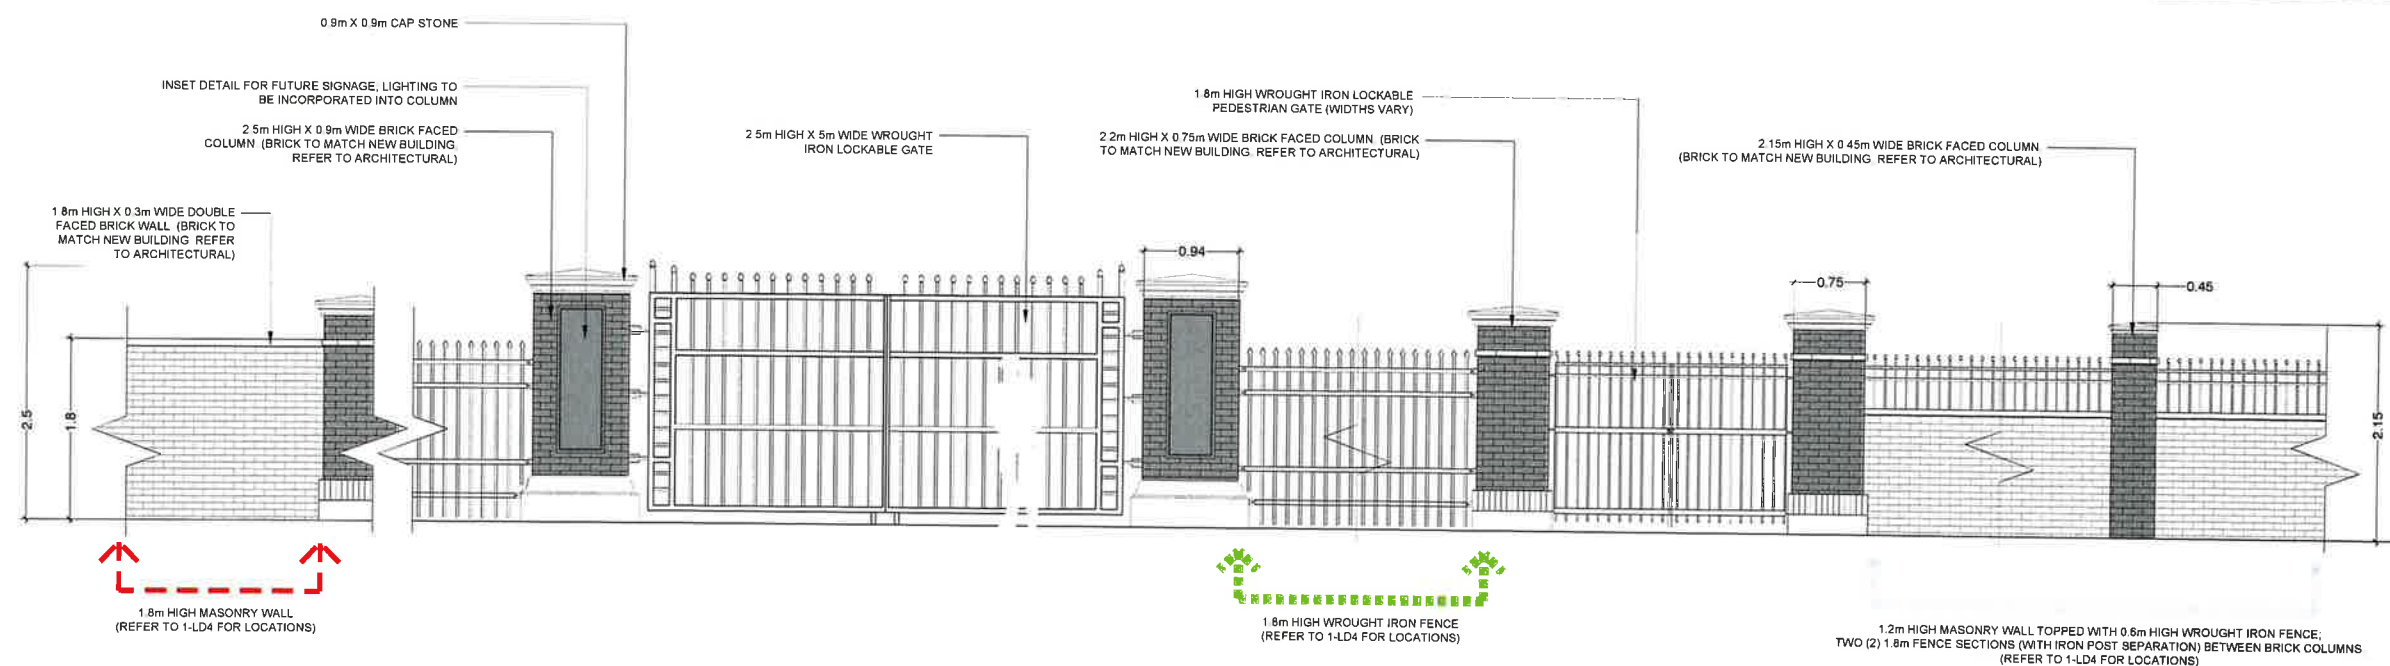 0.9m X 0.9m CAP STONE
INSET DETAIL FOR FUTURE SIGNAGE, LIGHTING TO
BE INCORPORATED INTO COLUMN
2.5m HIGH X 0.9m WIDE BRICK FACED
COLUMN (BRICK TO MATCH NEW BUILDING
REFER TO ARCHITECTURAL)
1.8m HIGH X 0.3m WIDE DOUBLE
FACED BRICK WALL (BRICK TO
MATCH NEW BUILDING REFER
TO ARCHITECTURAL)
2.5m HIGH X 5m WIDE WROUGHT
IRON LOCKABLE GATE
1.8m HIGH WROUGHT IRON LOCKABLE
PEDESTRIAN GATE (WIDTHS VARY)
2.2m HIGH X 0.75m WIDE BRICK FACED COLUMN (BRICK
TO MATCH NEW BUILDING. REFER TO ARCHITECTURAL)
2.15m HIGH X 0.45m WIDE BRICK FACED COLUMN
(BRICK TO MATCH NEW BUILDING. REFER TO ARCHITECTURAL)
0.94
0.75
0.45
2.5
1.8
2.15
1.8m HIGH MASONRY WALL
(REFER TO 1-LD4 FOR LOCATIONS)
1.8m HIGH WROUGHT IRON FENCE
(REFER TO 1-LD4 FOR LOCATIONS)
1.2m HIGH MASONRY WALL TOPPED WITH 0.6m HIGH WROUGHT IRON FENCE;
TWO (2) 1.8m FENCE SECTIONS (WITH IRON POST SEPARATION) BETWEEN BRICK COLUMNS
(REFER TO 1-LD4 FOR LOCATIONS)